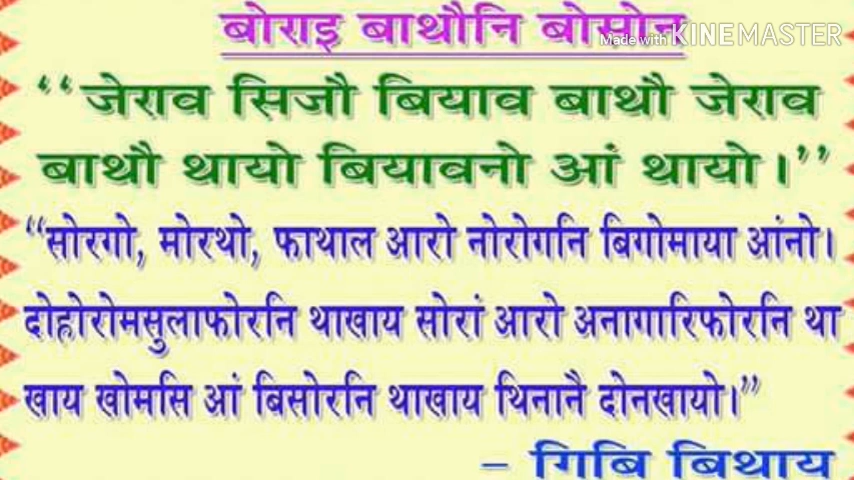 बोराइ बाथौनि बोसोन
Made with KINEMASTER
“जेराव सिजौ बियाव बाथौ जेराव
बाथौ थायो बियावनो आं थायो।”
“सोरगो, मोरथो, फाथाल आरो नोरोगनि बिगोमाया आंनो।
दोहोरोमसुलाफोरनि थाखाय सोरां आरो अनागारिफोरनि था
खाय खोमसि आं बिसोरनि थाखाय थिनानै दोनखायो।”
– गिबि बिथाय